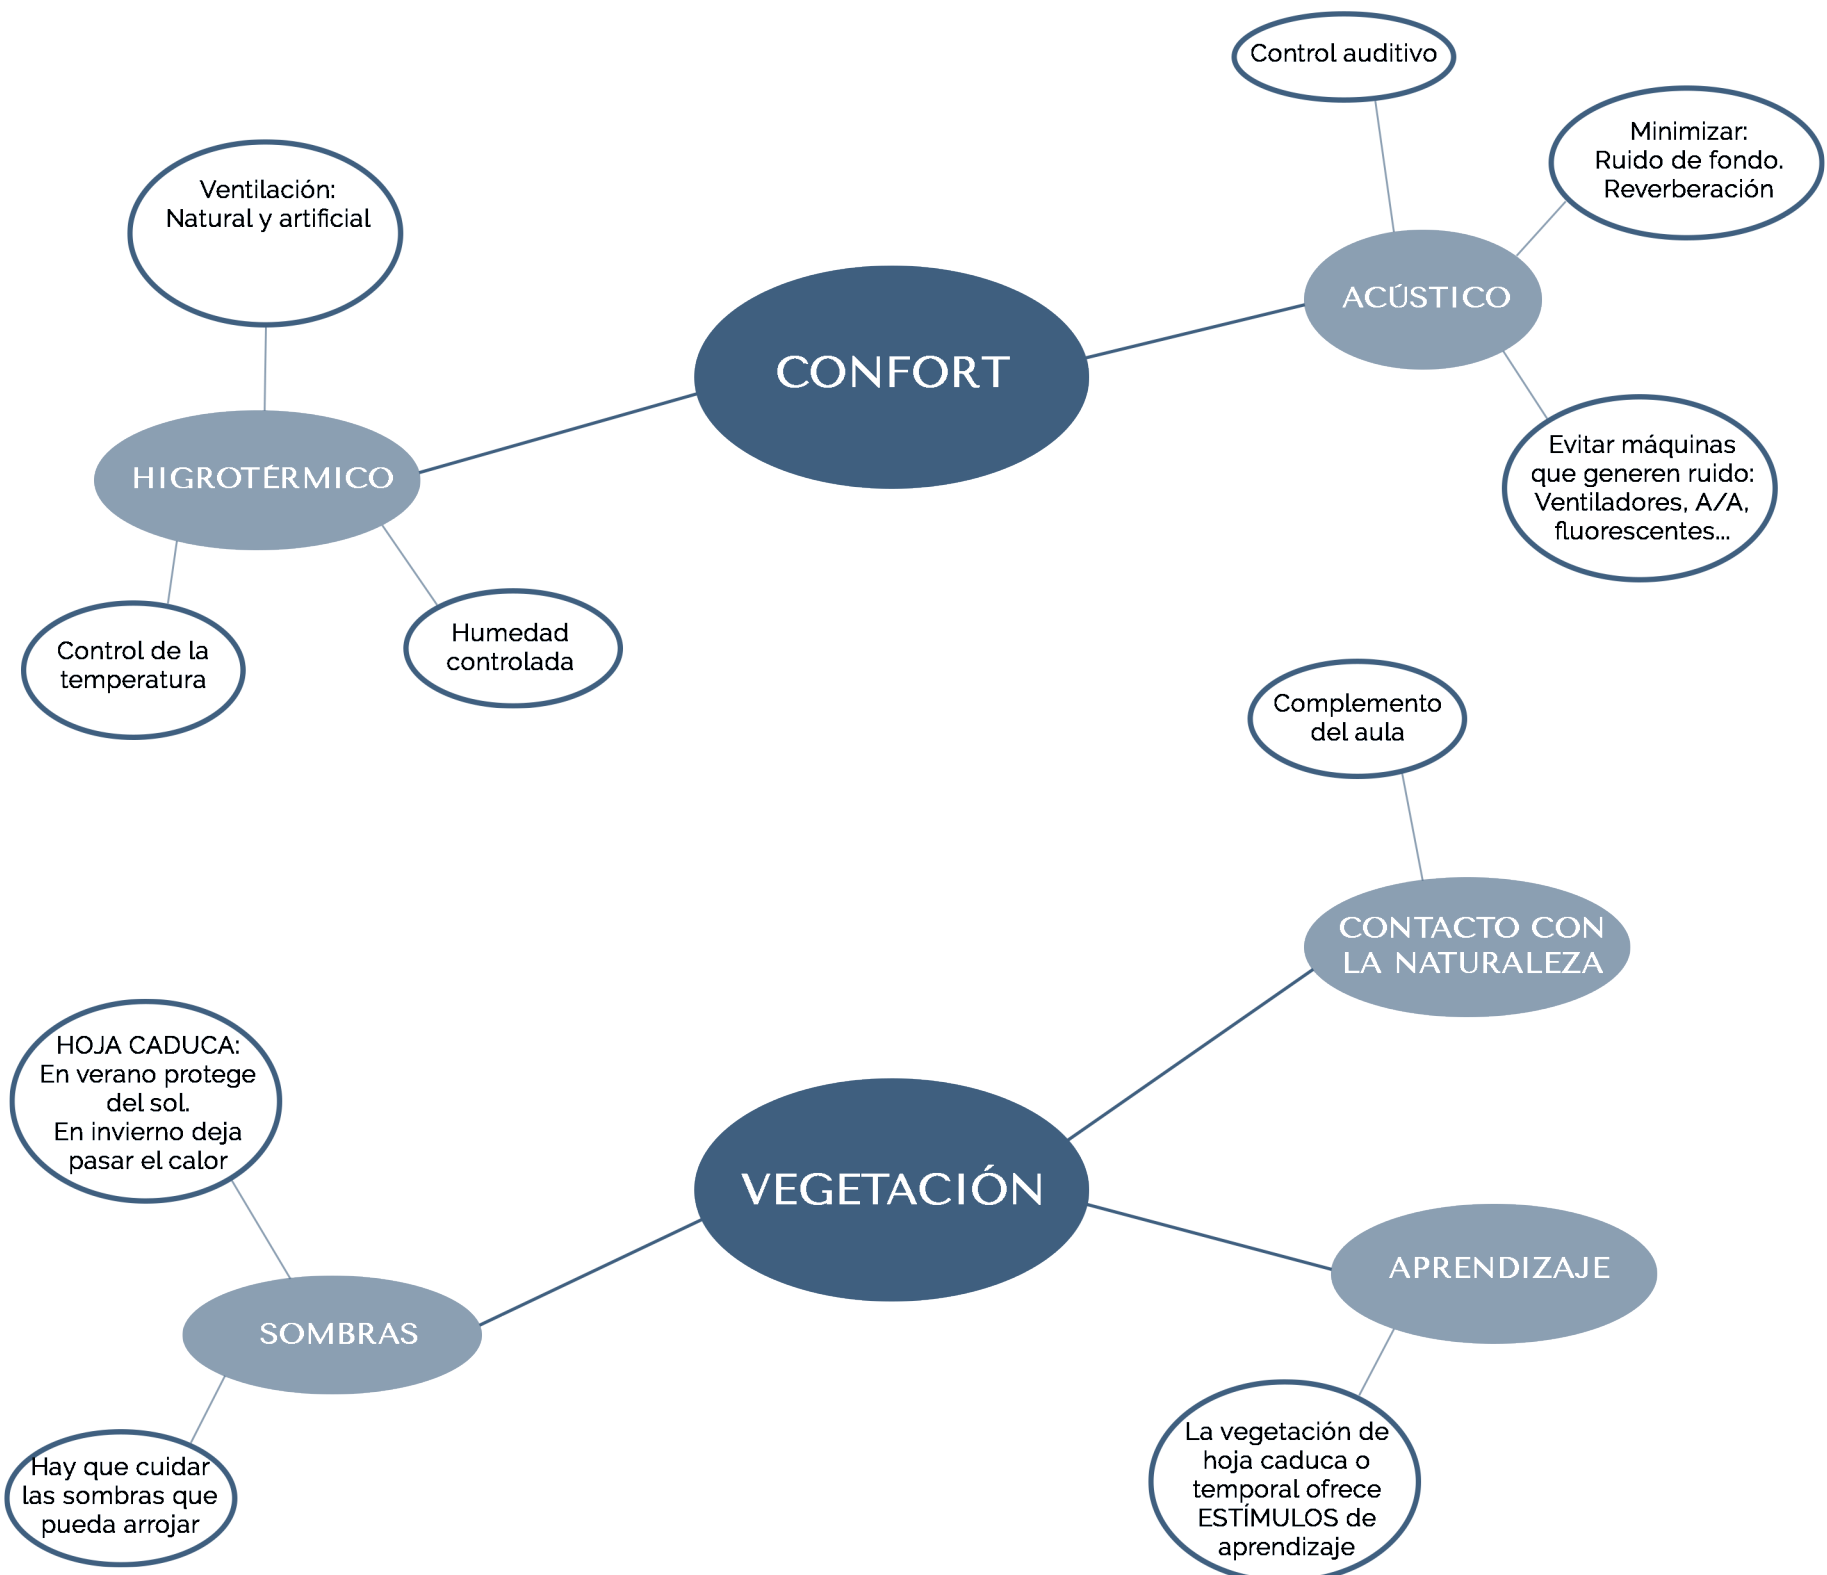 Control auditivo
Minimizar:
Ruido de fondo.
Reverberación
Ventilación:
Natural y artificial
ACÚSTICO
CONFORT
HIGROTÉRMICO
Evitar máquinas
que generen ruido:
Ventiladores, A/A,
fluorescentes...
Control de la
temperatura
Humedad
controlada
Complemento
del aula
CONTACTO CON
LA NATURALEZA
HOJA CADUCA:
En verano protege
del sol.
En invierno deja
pasar el calor
VEGETACIÓN
APRENDIZAJE
SOMBRAS
Hay que cuidar
las sombras que
pueda arrojar
La vegetación de
hoja caduca o
temporal ofrece
ESTÍMULOS de
aprendizaje